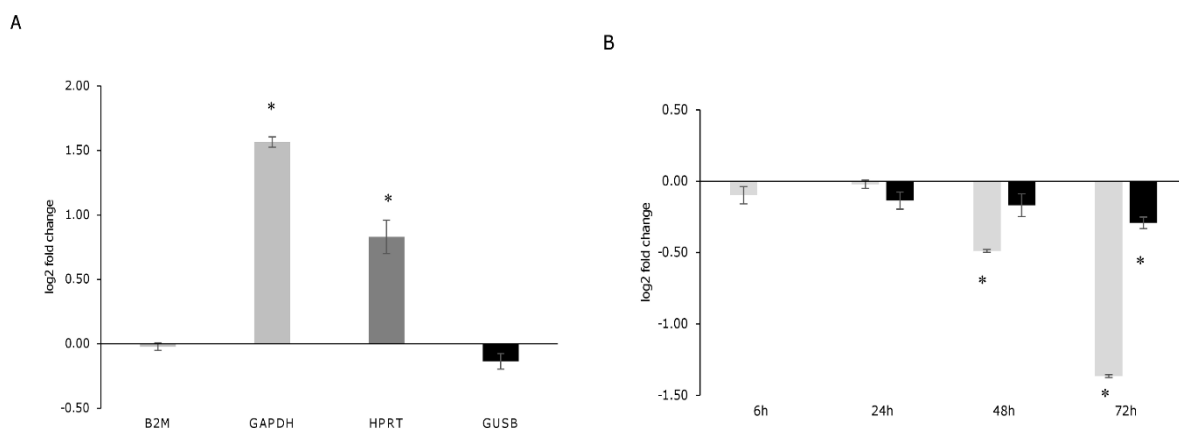 A
log2 fold change
2.00
1.50
1.00
0.50
0.00
-0.50
*
*
B2M GAPDH HPRT GUSB
B
log2 fold change
0.50
0.00
-0.50
-1.00
-1.50
*
*
*
6h 24h 48h 72h